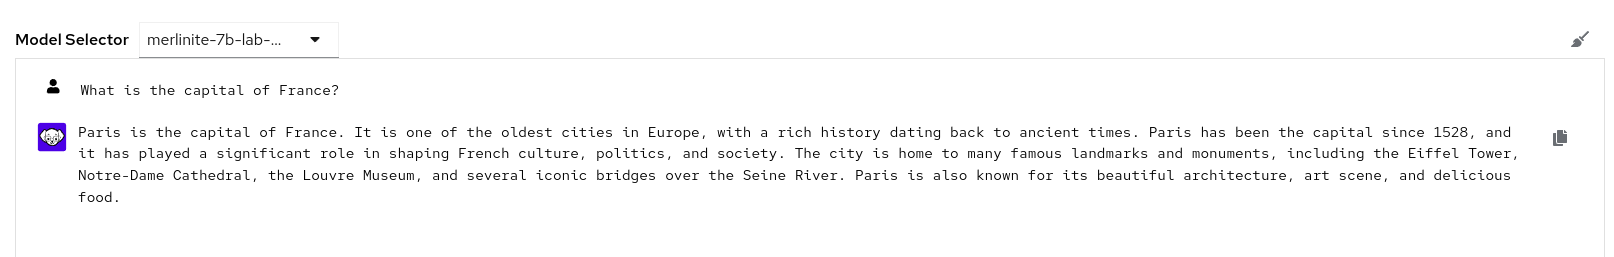 Model Selector merlinite-7b-lab-...
What is the capital of France?
Paris is the capital of France. It is one of the oldest cities in Europe, with a rich history dating back to ancient times. Paris has been the capital since 1528, and
it has played a significant role in shaping French culture, politics, and society. The city is home to many famous landmarks and monuments, including the Eiffel Tower,
Notre-Dame Cathedral, the Louvre Museum, and several iconic bridges over the Seine River. Paris is also known for its beautiful architecture, art scene, and delicious
food.